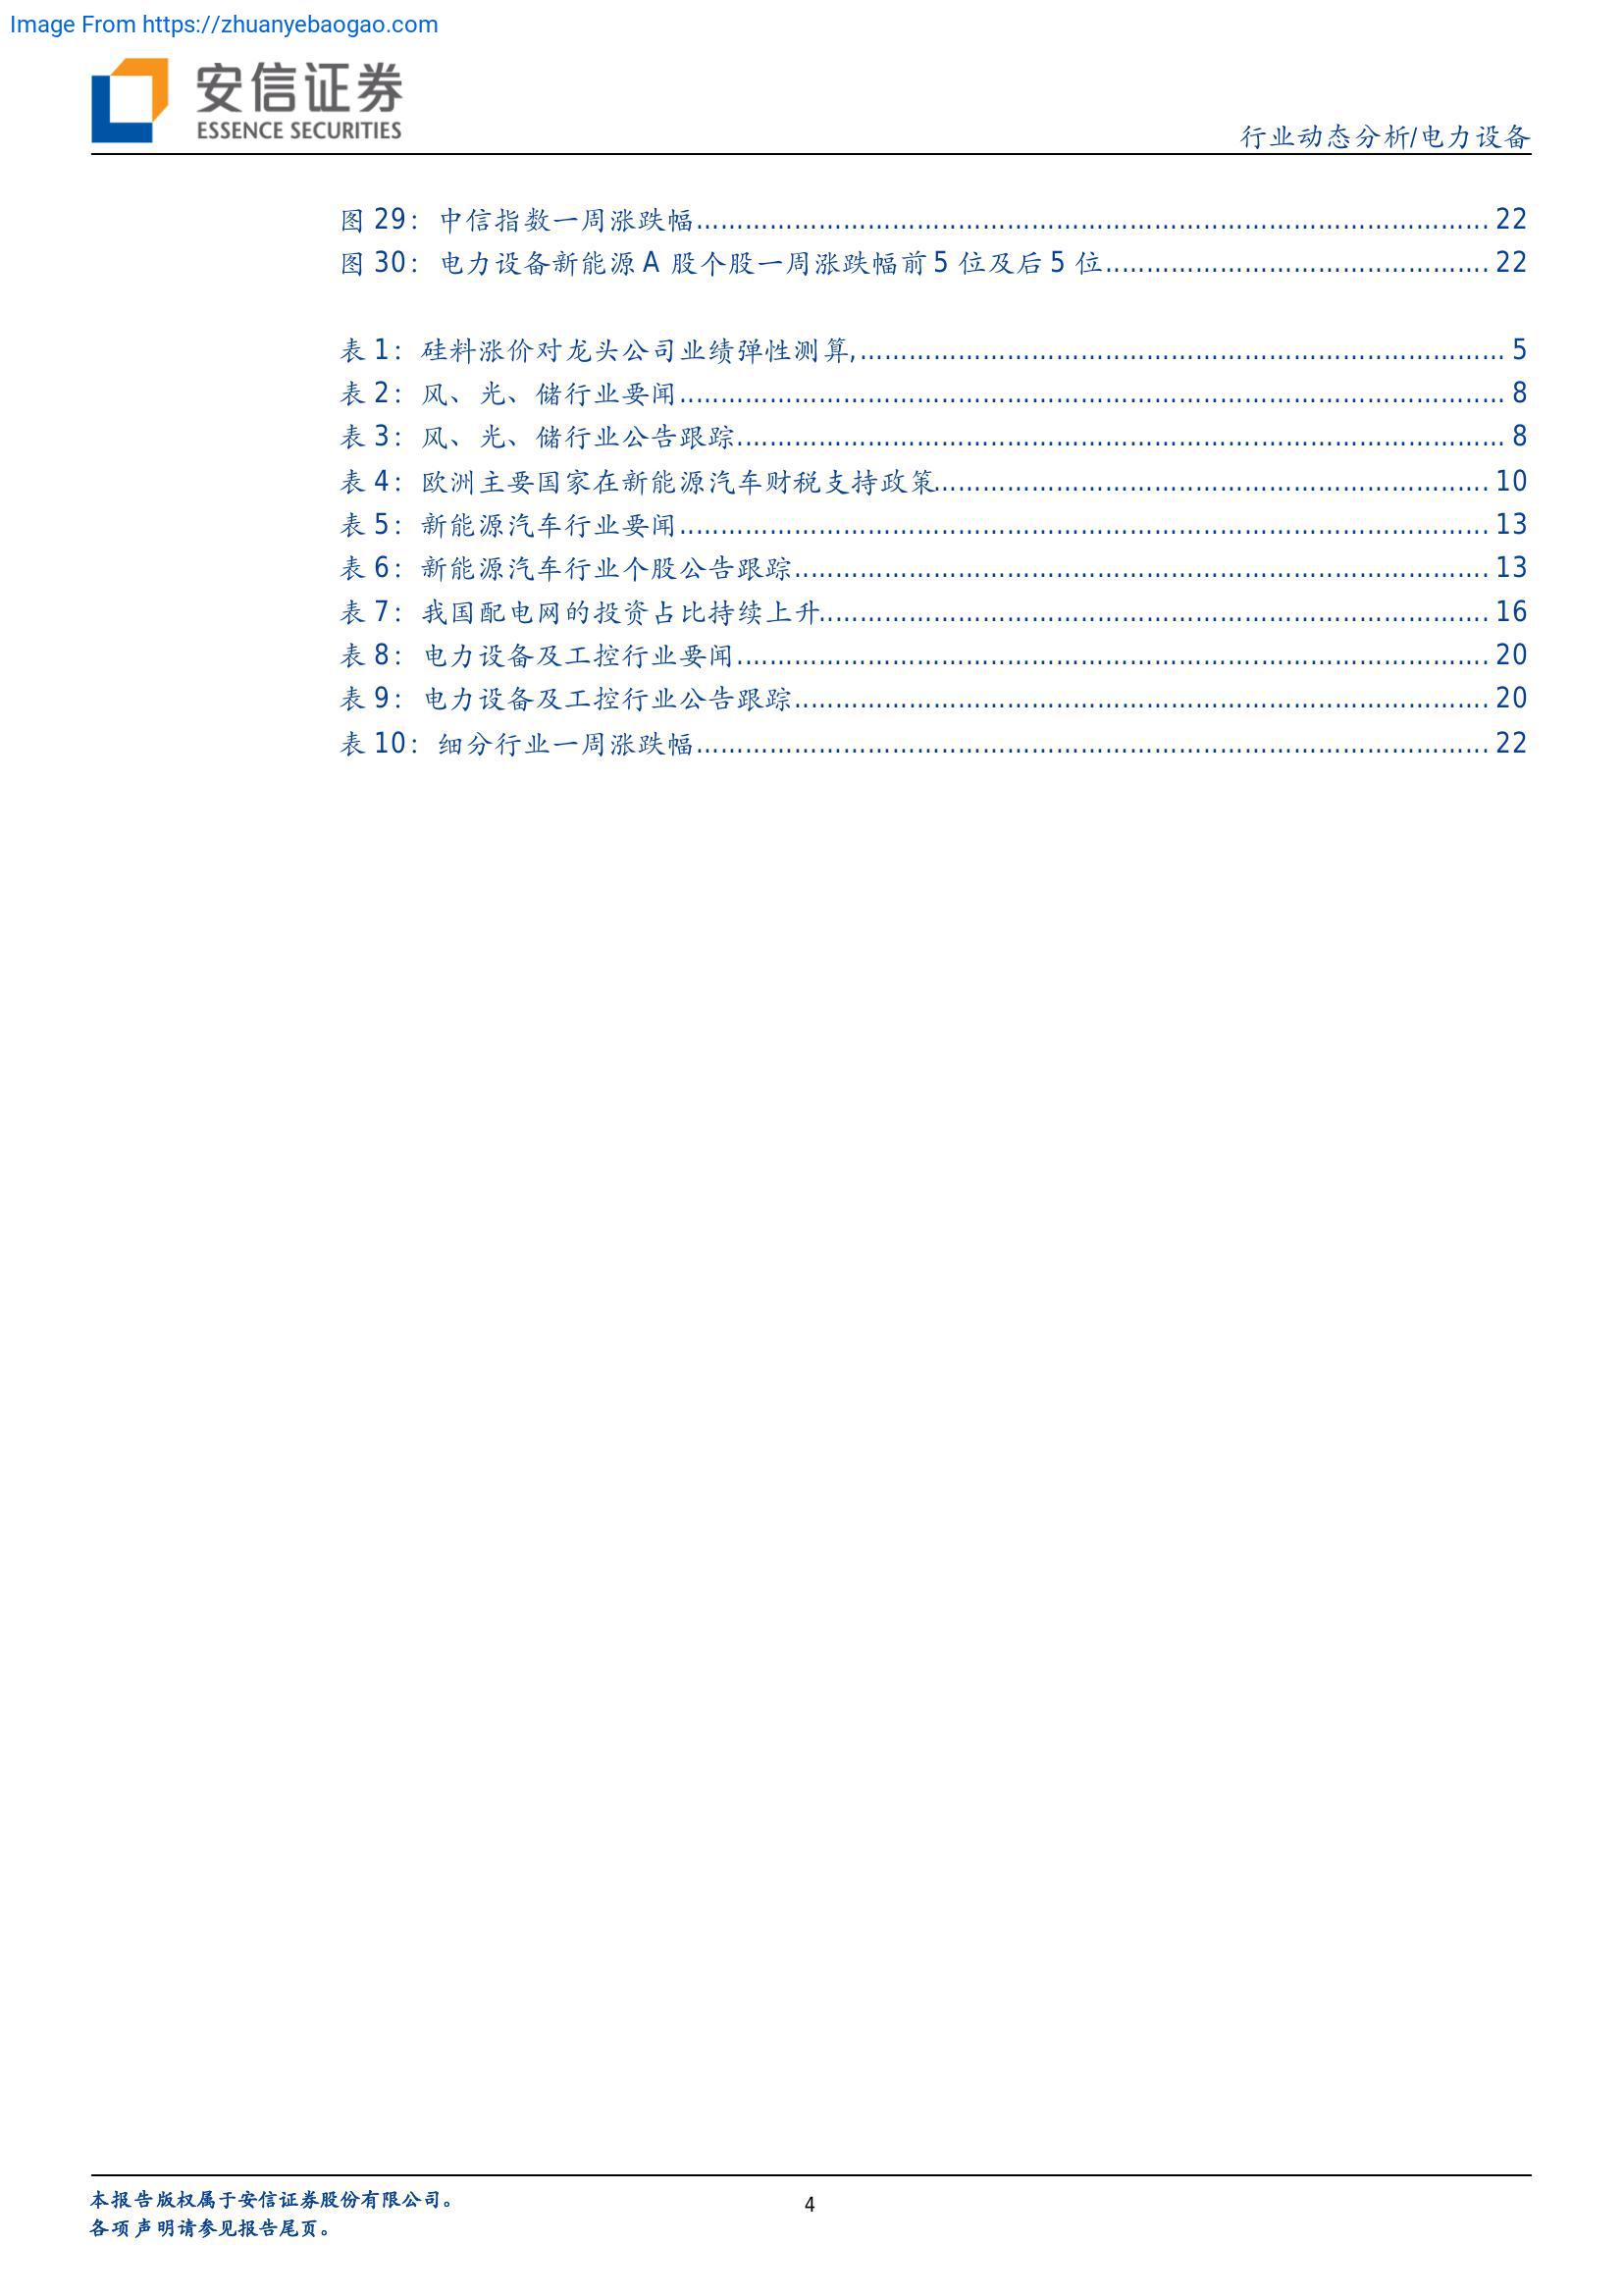 Image From https://zhuanyebaogao.com
安信证券
ESSENCE SECURITIES
行业动态分析/电力设备
图 29：中信指数一周涨跌幅........................................ 22
图 30：电力设备新能源 A 股个股一周涨跌幅前 5 位及后 5 位........................................ 22
表 1：硅料涨价对龙头公司业绩弹性测算,........................................ 5
表 2：风、光、储行业要闻........................................ 8
表 3：风、光、储行业公告跟踪........................................ 8
表 4：欧洲主要国家在新能源汽车财税支持政策........................................ 10
表 5：新能源汽车行业要闻........................................ 13
表 6：新能源汽车行业个股公告跟踪........................................ 13
表 7：我国配电网的投资占比持续上升........................................ 16
表 8：电力设备及工控行业要闻........................................ 20
表 9：电力设备及工控行业公告跟踪........................................ 20
表 10：细分行业一周涨跌幅........................................ 22
本报告版权属于安信证券股份有限公司。
4
各项声明请参见报告尾页。